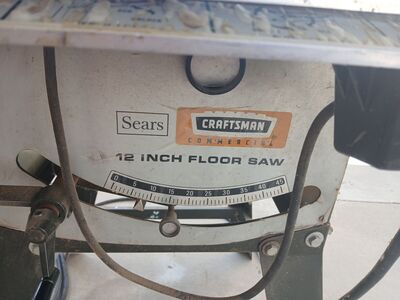 Sears
CRAFTSMAN
COMMERCIAL
12 INCH FLOOR SAW
0 5 10 15 20 25 30 35 40 45